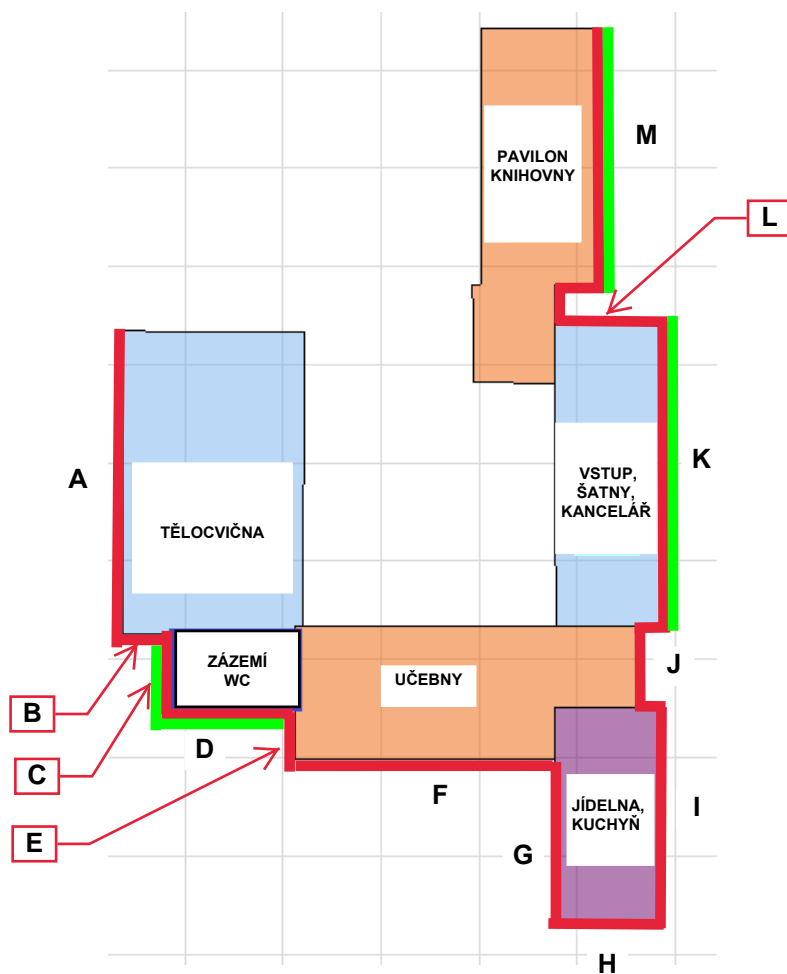 M
PAVILON
KNIHOVNY
L
A
K
VSTUP,
ŠATNY,
KANCELÁŘ
TĚLOCVIČNA
ZÁZEMÍ
WC
UČEBNY
J
B
C
D
E
F
G
JÍDELNA,
KUCHYŇ
I
H